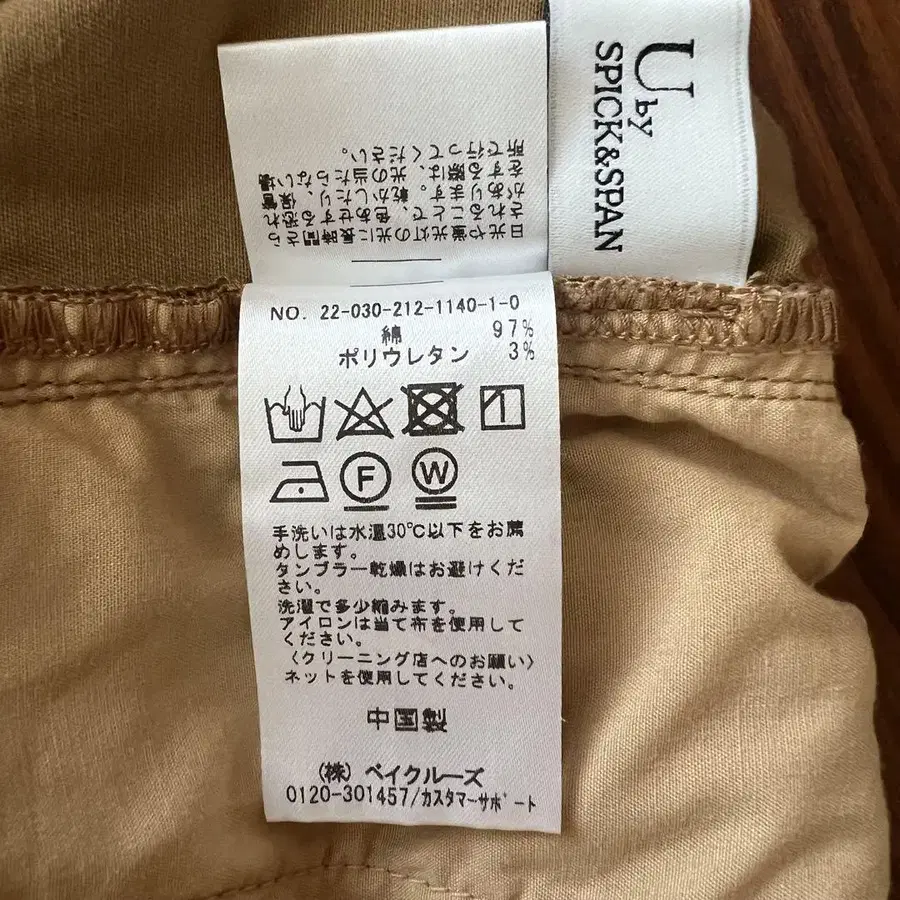 U
by
SPICK&SPAN
日光や蛍光灯の光に長時間さら
されることで、色あせする恐れ
があります。乾かしたり、保管
をする際は、光の当たらない場
所で行ってください。
NO. 22-030-212-1140-1-0
綿 97%
ポリウレタン 3%
1
F W
手洗いは水温30℃以下をお薦
めします。
タンブラー乾燥はお避けくだ
さい。
洗濯で多少縮みます。
アイロンは当て布を使用して
ください。
〈クリーニング店へのお願い〉
ネットを使用してください。
中国製
(株) ベイクルーズ
0120-301457/カスタマーサポート